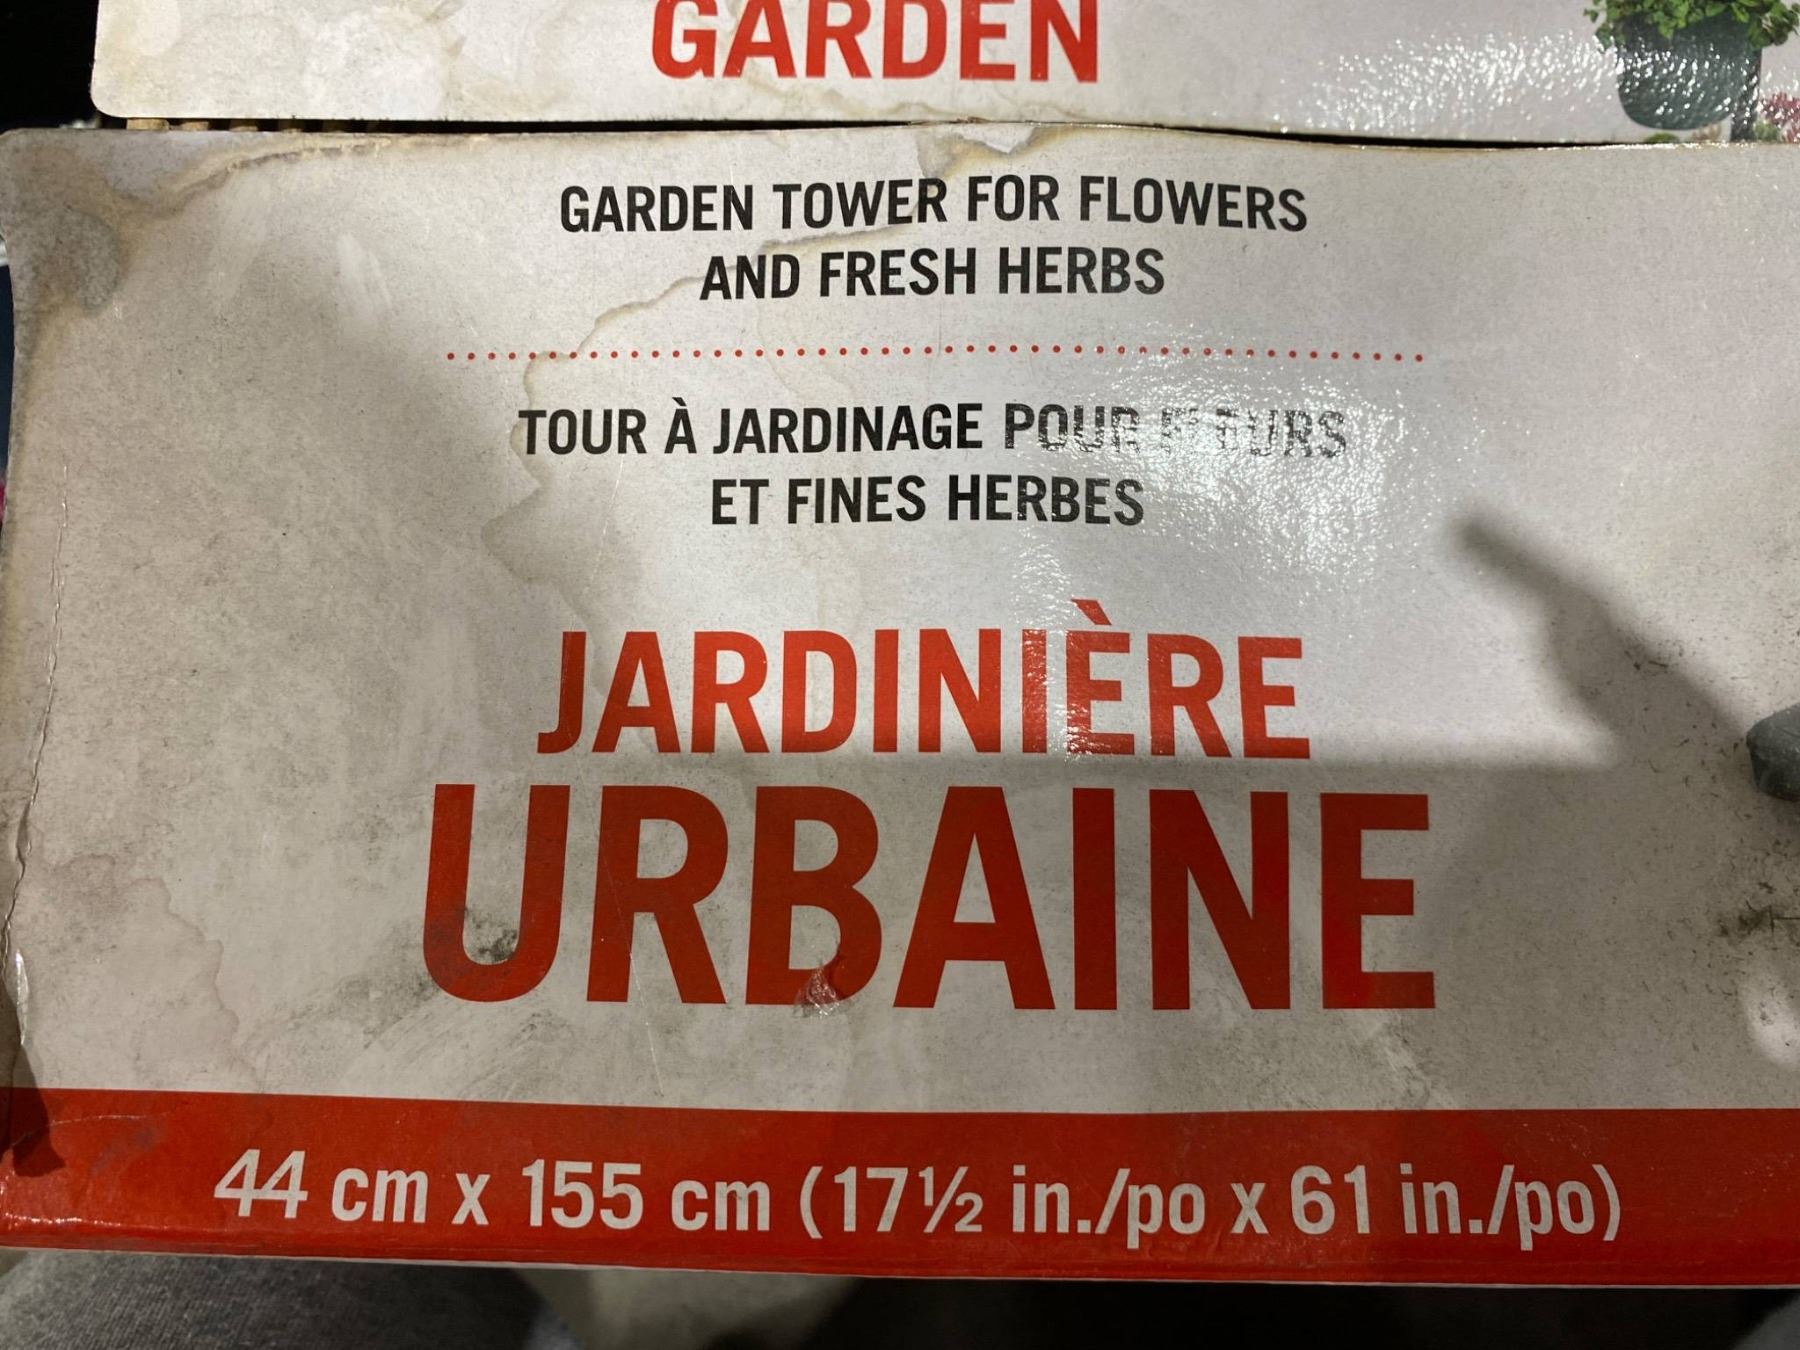 GARDEN
GARDEN TOWER FOR FLOWERS
AND FRESH HERBS
TOUR À JARDINAGE POUR FLEURS
ET FINES HERBES
JARDINIÈRE
URBAINE
44 cm x 155 cm (17½ in./po x 61 in./po)